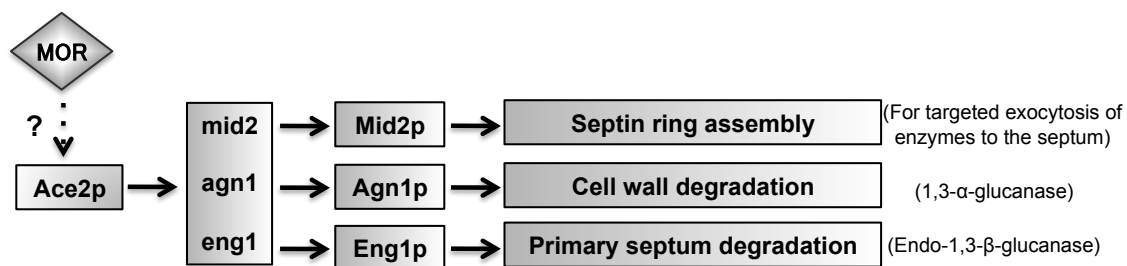 MOR
?
Ace2p
mid2
agn1
eng1
Mid2p
Agn1p
Eng1p
Septin ring assembly
Cell wall degradation
Primary septum degradation
(For targeted exocytosis of
enzymes to the septum)
(1,3-α-glucanase)
(Endo-1,3-β-glucanase)